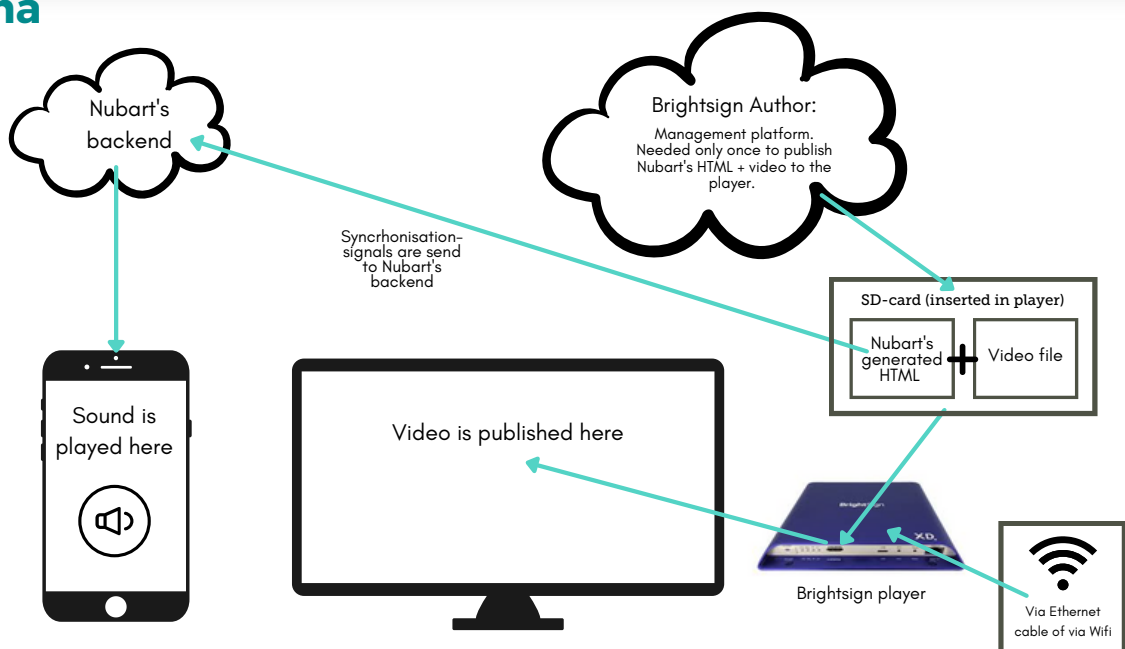 na
Nubart's
backend
Brightsign Author:
Management platform.
Needed only once to publish
Nubart's HTML + video to the
player.
Syncrhonisation-
signals are send
to Nubart's
backend
SD-card (inserted in player)
Nubart's
generated
HTML
+
Video file
Sound is
played here
Video is published here
BrightSign
XD
Brightsign player
Via Ethernet
cable of via Wifi